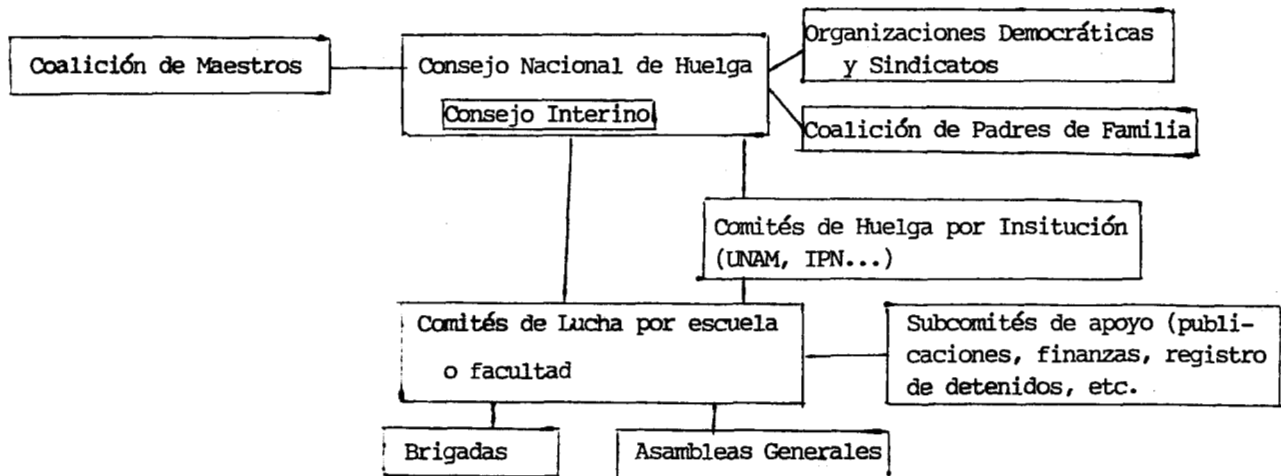 Organizaciones Democráticas
y Sindicatos
Coalición de Maestros
Consejo Nacional de Huelga
Consejo Interino
Coalición de Padres de Familia
Comités de Huelga por Insitución
(UNAM, IPN...)
Comités de Lucha por escuela
o facultad
Subcomités de apoyo (publi-
caciones, finanzas, registro
de detenidos, etc.
Brigadas
Asambleas Generales